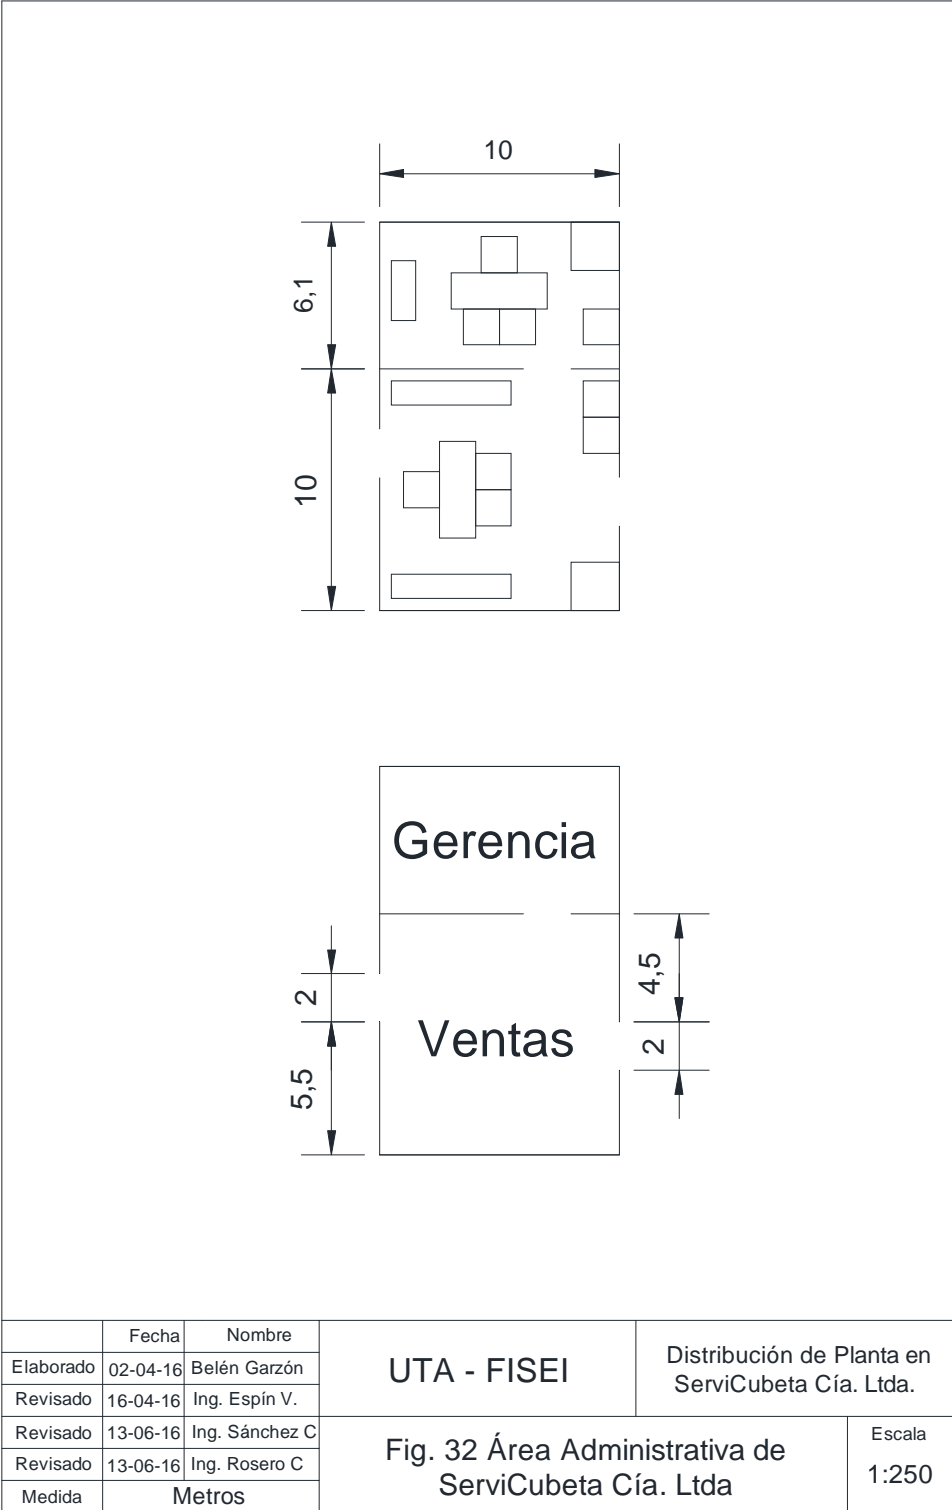 10
6,1
10
Gerencia
4,5
2
Ventas
2
5,5
Fecha Nombre
Elaborado 02-04-16 Belén Garzón
Revisado 16-04-16 Ing. Espín V.
Revisado 13-06-16 Ing. Sánchez C
Revisado 13-06-16 Ing. Rosero C
Medida Metros
UTA - FISEI
Distribución de Planta en
ServiCubeta Cía. Ltda.
Fig. 32 Área Administrativa de
ServiCubeta Cía. Ltda
Escala
1:250